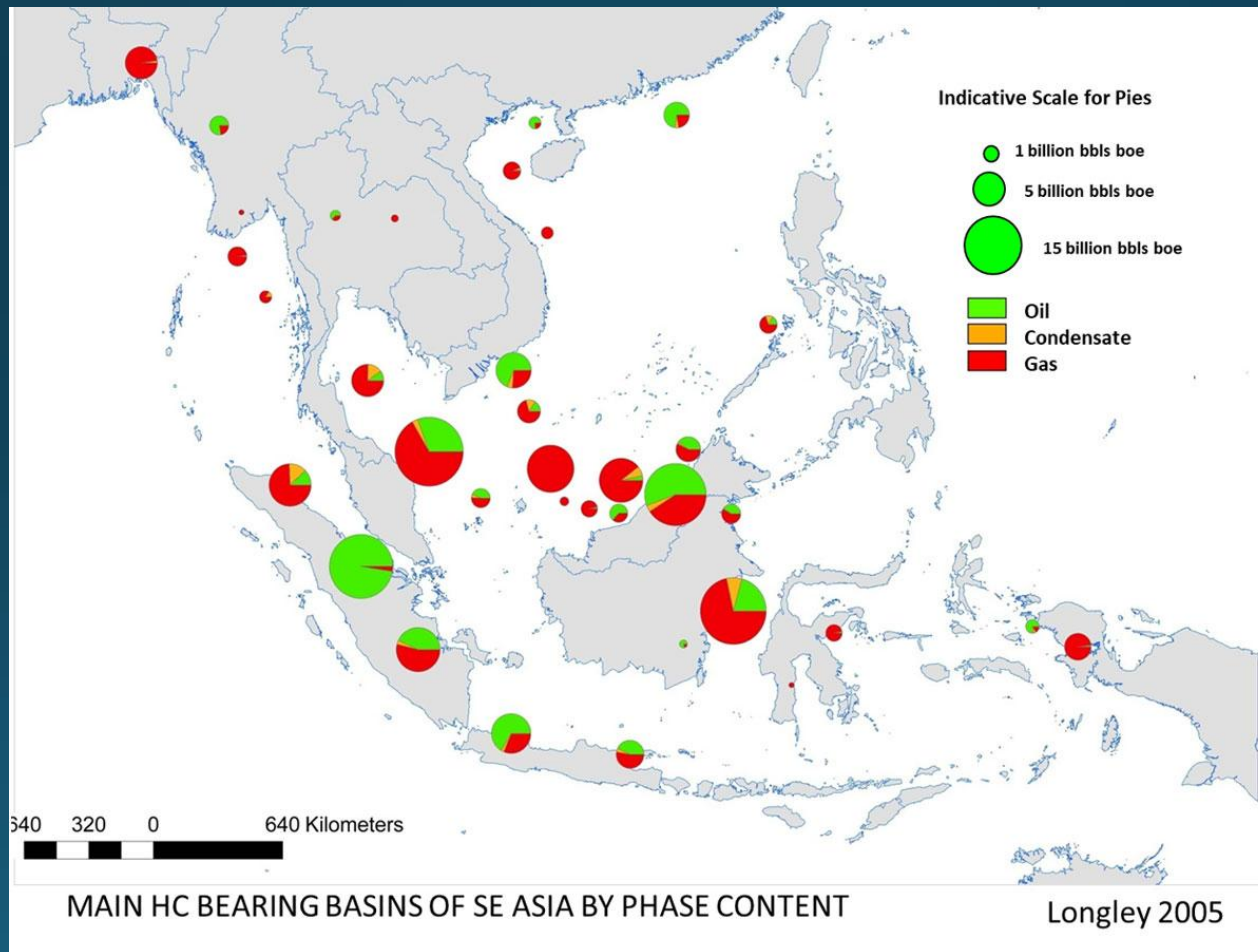 Indicative Scale for Pies
1 billion bbls boe
5 billion bbls boe
15 billion bbls boe
Oil
Condensate
Gas
640 320 0 640 Kilometers
MAIN HC BEARING BASINS OF SE ASIA BY PHASE CONTENT
Longley 2005